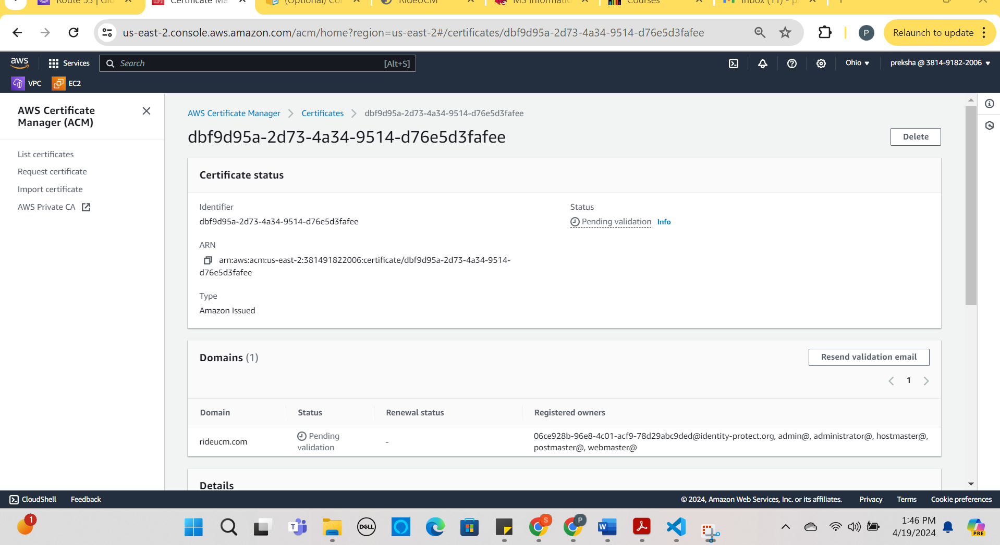 Route 53 | Glo
Certificate Ma
(Optional) Co
RideUCM
MS Informati
Courses
Inbox (11) - p
us-east-2.console.aws.amazon.com/acm/home?region=us-east-2#/certificates/dbf9d95a-2d73-4a34-9514-d76e5d3fafee
P
Relaunch to update
aws
Services
Search
[Alt+S]
Ohio
preksha @ 3814-9182-2006
VPC
EC2
AWS Certificate
Manager (ACM)
List certificates
Request certificate
Import certificate
AWS Private CA
AWS Certificate Manager
Certificates
dbf9d95a-2d73-4a34-9514-d76e5d3fafee
dbf9d95a-2d73-4a34-9514-d76e5d3fafee
Delete
Certificate status
Identifier
dbf9d95a-2d73-4a34-9514-d76e5d3fafee
Status
Pending validation Info
ARN
arn:aws:acm:us-east-2:381491822006:certificate/dbf9d95a-2d73-4a34-9514-
d76e5d3fafee
Type
Amazon Issued
Domains (1)
Resend validation email
1
Domain
Status
Renewal status
Registered owners
rideucm.com
Pending
validation
-
06ce928b-96e8-4c01-acf9-78d29abc9ded@identity-protect.org, admin@, administrator@, hostmaster@,
postmaster@, webmaster@
Details
CloudShell
Feedback
© 2024, Amazon Web Services, Inc. or its affiliates.
Privacy
Terms
Cookie preferences
1
T
DELL
S
P
W
PRE
1:46 PM
4/19/2024